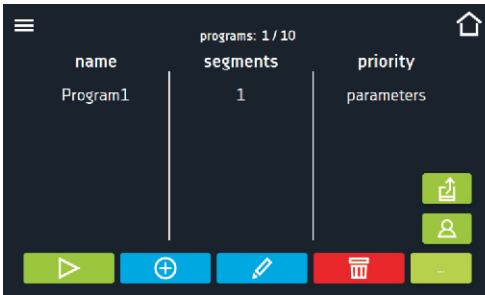 programs: 1 / 10
name segments priority
Program1 1 parameters
...